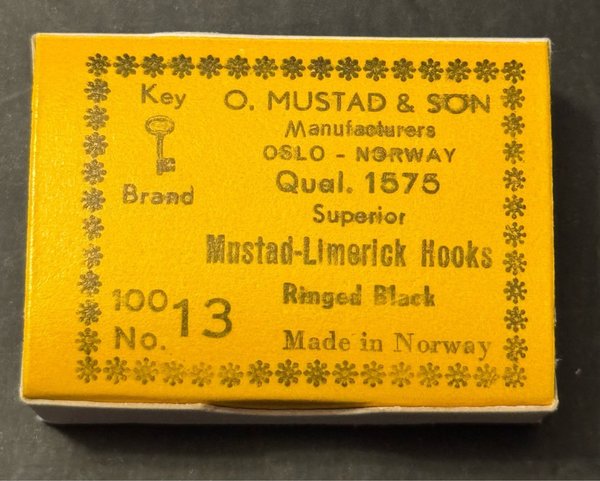 Key
Brand
O. MUSTAD & SON
Manufacturers
OSLO - NORWAY
Qual. 1575
Superior
Mustad-Limerick Hooks
Ringed Black
100
No. 13
Made in Norway